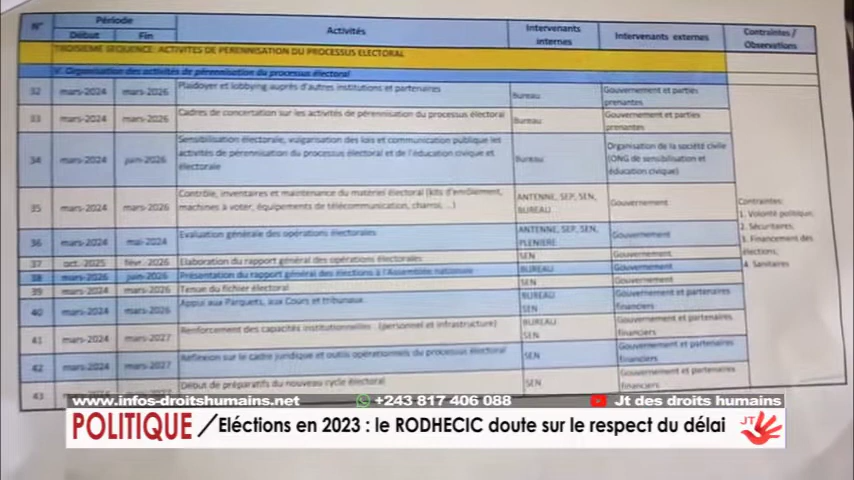 N° Période Activités Intervenants internes Intervenants externes Contraintes / Observations
Début Fin
TROISIEME SEQUENCE: ACTIVITES DE PERENNISATION DU PROCESSUS ELECTORAL
V. Organisation des activités de pérennisation du processus électoral
32 mars-2024 mars-2026 Plaidoyer et lobbying auprès d'autres institutions et partenaires Bureau Gouvernement et parties prenantes
33 mars-2024 mars-2026 Cadres de concertation sur les activités de pérennisation du processus électoral Bureau Gouvernement et parties prenantes
34 mars-2024 juin-2026 Sensibilisation électorale, vulgarisation des lois et communication publique les
activités de pérennisation du processus électoral et de l'éducation civique et
électorale Bureau Organisation de la société civile
(ONG de sensibilisation et
éducation civique)
35 mars-2024 mars-2026 Contrôle, inventaires et maintenance du matériel électoral (kits d'enrôlement,
machines à voter, équipements de télécommunication, charroi, ...) ANTENNE, SEP, SEN,
BUREAU Gouvernement
36 mars-2024 mai-2024 Evaluation générale des opérations électorales ANTENNE, SEP, SEN,
PLENIERE Gouvernement
37 oct.-2025 févr.-2026 Elaboration du rapport général des opérations électorales SEN Gouvernement
38 mars-2026 juin-2026 Présentation du rapport général des élections à l'Assemblée nationale BUREAU Gouvernement
39 mars-2024 mars-2026 Tenue du fichier électoral SEN Gouvernement
40 mars-2024 mars-2026 Appui aux Parquets, aux Cours et tribunaux BUREAU
SEN Gouvernement et partenaires
financiers
41 mars-2024 mars-2027 Renforcement des capacités institutionnelles (personnel et infrastructure) BUREAU
SEN Gouvernement et partenaires
financiers
42 mars-2024 mars-2027 Réflexion sur le cadre juridique et outils opérationnels du processus électoral SEN Gouvernement et partenaires
financiers
43 Début de préparatifs du nouveau cycle électoral SEN Gouvernement et partenaires
financiers
Contraintes:
1. Volonté politique,
2. Sécuritaires,
3. Financement des
élections,
4. Sanitaires
www.infos-droitshumains.net +243 817 406 088 Jt des droits humains
POLITIQUE / Eléctions en 2023 : le RODHECIC doute sur le respect du délai
JT